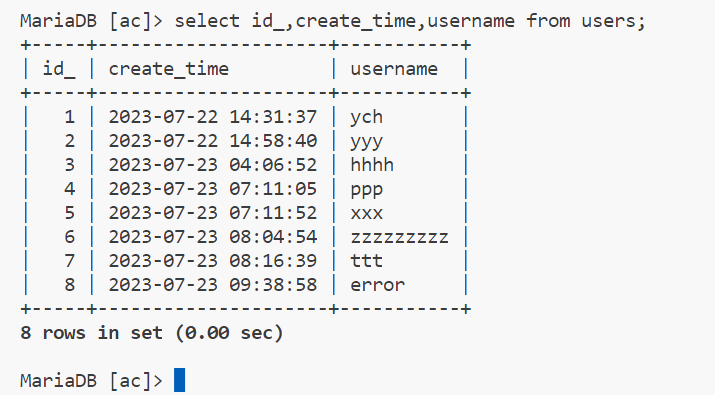 MariaDB [ac]> select id_,create_time,username from users;
+-----+---------------------+-----------+
| id_ | create_time         | username  |
+-----+---------------------+-----------+
|   1 | 2023-07-22 14:31:37 | ych       |
|   2 | 2023-07-22 14:58:40 | yyy       |
|   3 | 2023-07-23 04:06:52 | hhhh      |
|   4 | 2023-07-23 07:11:05 | ppp       |
|   5 | 2023-07-23 07:11:52 | xxx       |
|   6 | 2023-07-23 08:04:54 | zzzzzzzzz |
|   7 | 2023-07-23 08:16:39 | ttt       |
|   8 | 2023-07-23 09:38:58 | error     |
+-----+---------------------+-----------+
8 rows in set (0.00 sec)
MariaDB [ac]>